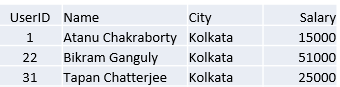 UserID Name City Salary
1 Atanu Chakraborty Kolkata 15000
22 Bikram Ganguly Kolkata 51000
31 Tapan Chatterjee Kolkata 25000